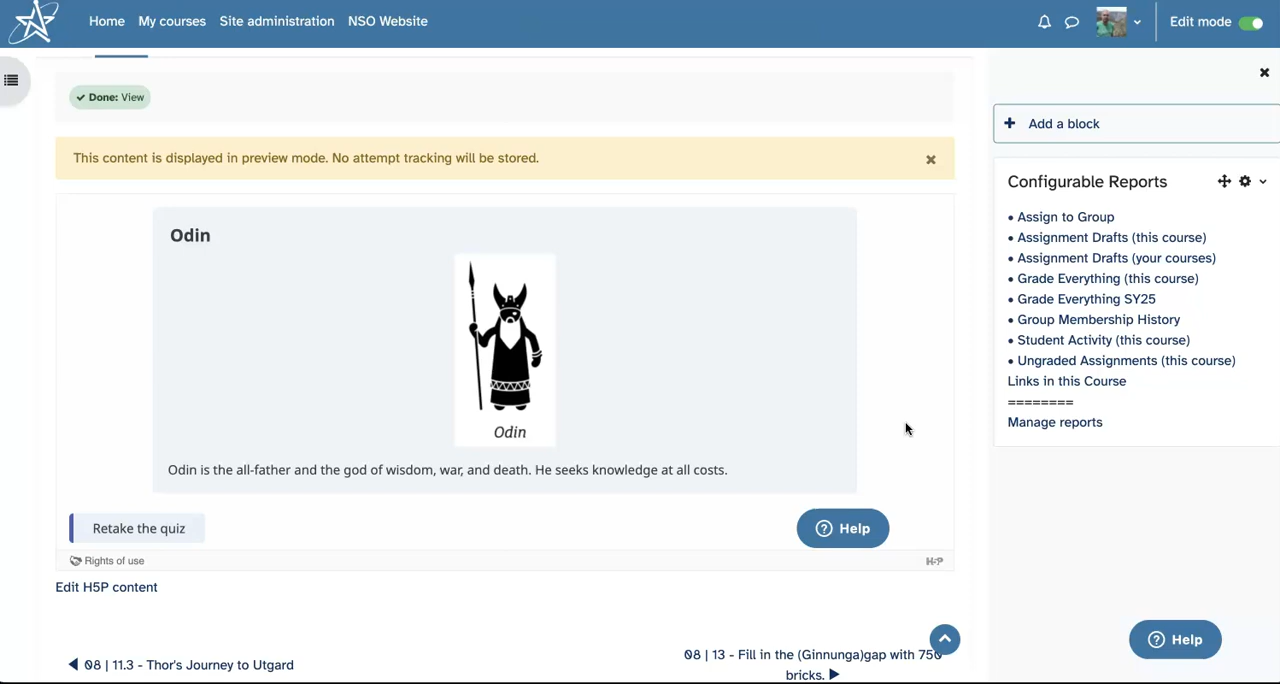 Home My courses Site administration NSO Website Edit mode
Done: View
This content is displayed in preview mode. No attempt tracking will be stored.
Odin
Odin
Odin is the all-father and the god of wisdom, war, and death. He seeks knowledge at all costs.
Retake the quiz
Help
Rights of use
H-P
Edit H5P content
08 | 11.3 - Thor's Journey to Utgard
08 | 13 - Fill in the (Ginnunga)gap with 750
bricks.
Add a block
Configurable Reports
• Assign to Group
• Assignment Drafts (this course)
• Assignment Drafts (your courses)
• Grade Everything (this course)
• Grade Everything SY25
• Group Membership History
• Student Activity (this course)
• Ungraded Assignments (this course)
Links in this Course
========
Manage reports
Help